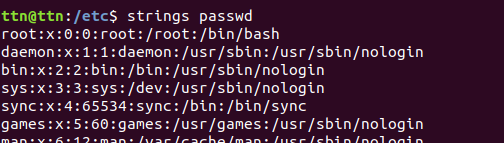 ttn@ttn:/etc$ strings passwd
root:x:0:0:root:/root:/bin/bash
daemon:x:1:1:daemon:/usr/sbin:/usr/sbin/nologin
bin:x:2:2:bin:/bin:/usr/sbin/nologin
sys:x:3:3:sys:/dev:/usr/sbin/nologin
sync:x:4:65534:sync:/bin:/bin/sync
games:x:5:60:games:/usr/games:/usr/sbin/nologin
man:x:6:12:man:/var/cache/man:/usr/sbin/nologin